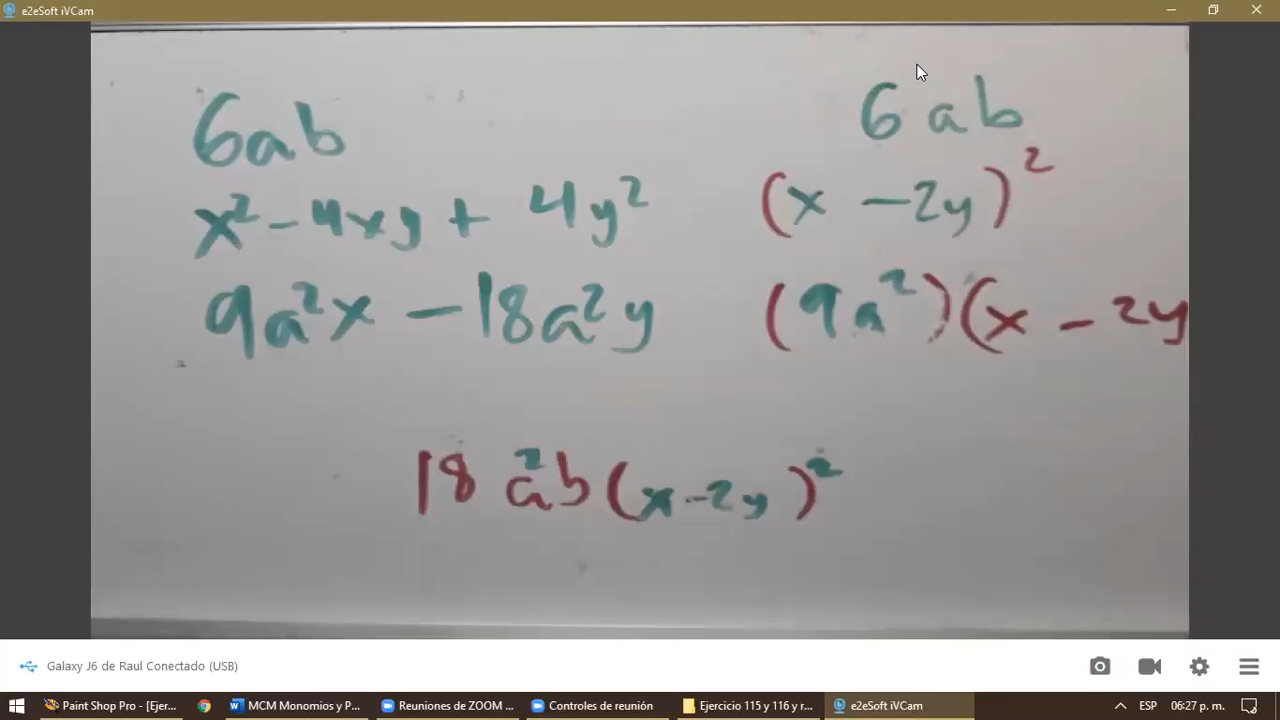 e2eSoft iVCam
6ab 6ab
x² - 4xy + 4y² (x - 2y)²
9a²x - 18a²y (9a²)(x - 2y
18 a²b (x-2y)²
Galaxy J6 de Raul Conectado (USB)
Paint Shop Pro - [Ejer... MCM Monomios y P... Reuniones de ZOOM ... Controles de reunión Ejercicio 115 y 116 y r... e2eSoft iVCam ESP 06:27 p. m.